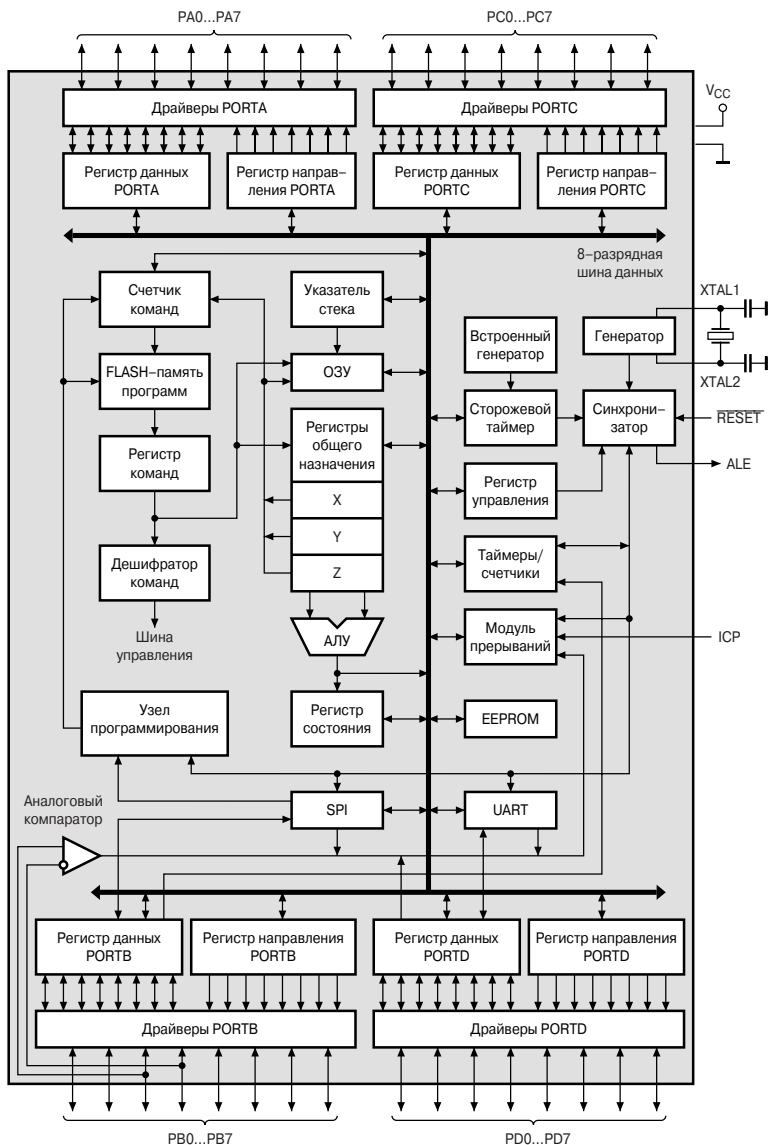 PA0...PA7
PC0...PC7
Драйверы PORTA
Драйверы PORTC
VCC
Регистр данных
PORTA
Регистр направ–
ления PORTA
Регистр данных
PORTC
Регистр направ–
ления PORTC
8–разрядная
шина данных
Счетчик
команд
Указатель
стека
XTAL1
Встроенный
генератор
Генератор
FLASH–память
программ
ОЗУ
XTAL2
Сторожевой
таймер
Синхрони–
затор
RESET
Регистры
общего
назначения
Регистр
команд
ALE
Регистр
управления
X
Y
Z
Таймеры/
счетчики
Дешифратор
команд
Шина
управления
АЛУ
Модуль
прерываний
ICP
Узел
программирования
Регистр
состояния
EEPROM
Аналоговый
компаратор
SPI
UART
Регистр данных
PORTB
Регистр направления
PORTB
Регистр данных
PORTD
Регистр направления
PORTD
Драйверы PORTB
Драйверы PORTD
PB0...PB7
PD0...PD7